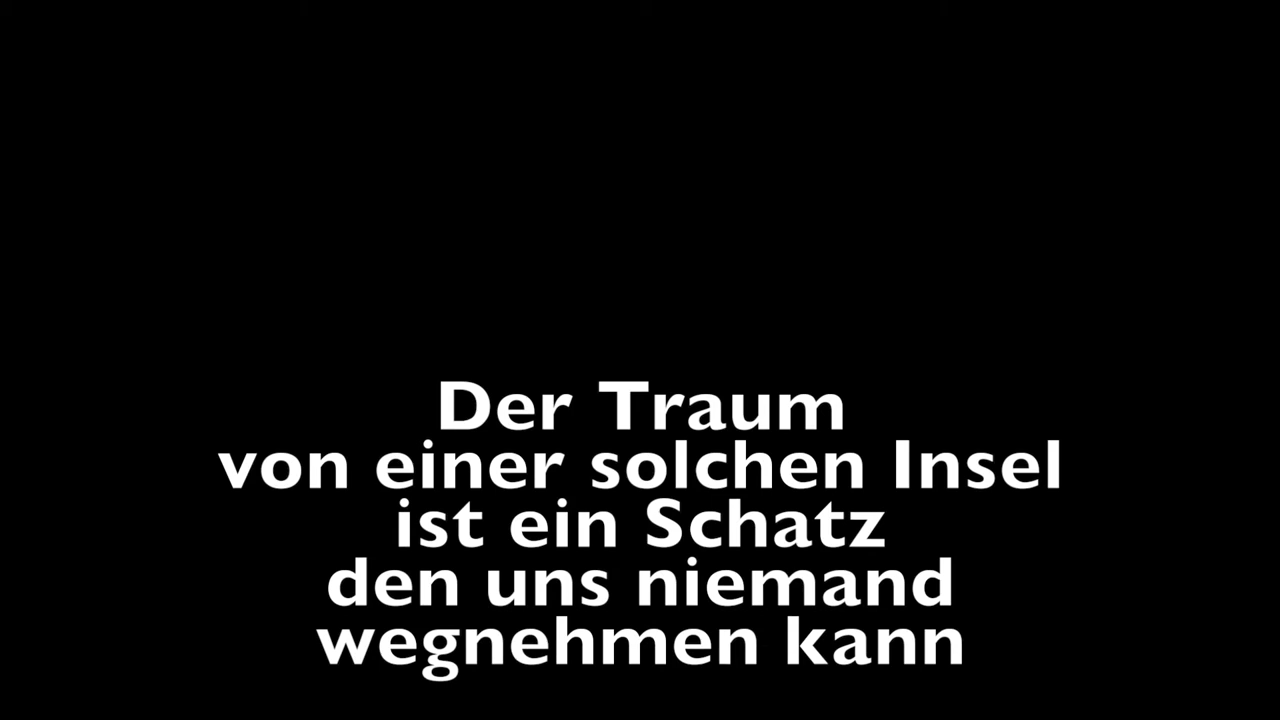 Der Traum
von einer solchen Insel
ist ein Schatz
den uns niemand
wegnehmen kann